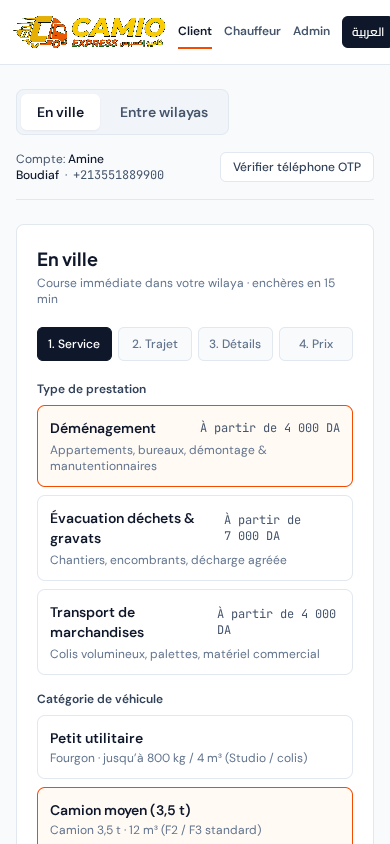 CAMIO
EXPRESS
Client Chauffeur Admin العربية
En ville Entre wilayas
Compte: Amine
Boudiaf · +213551889900
Vérifier téléphone OTP
En ville
Course immédiate dans votre wilaya · enchères en 15
min
1. Service 2. Trajet 3. Détails 4. Prix
Type de prestation
Déménagement À partir de 4 000 DA
Appartements, bureaux, démontage &
manutentionnaires
Évacuation déchets &
gravats
À partir de
7 000 DA
Chantiers, encombrants, décharge agréée
Transport de
marchandises
À partir de 4 000
DA
Colis volumineux, palettes, matériel commercial
Catégorie de véhicule
Petit utilitaire
Fourgon · jusqu'à 800 kg / 4 m³ (Studio / colis)
Camion moyen (3,5 t)
Camion 3,5 t · 12 m³ (F2 / F3 standard)